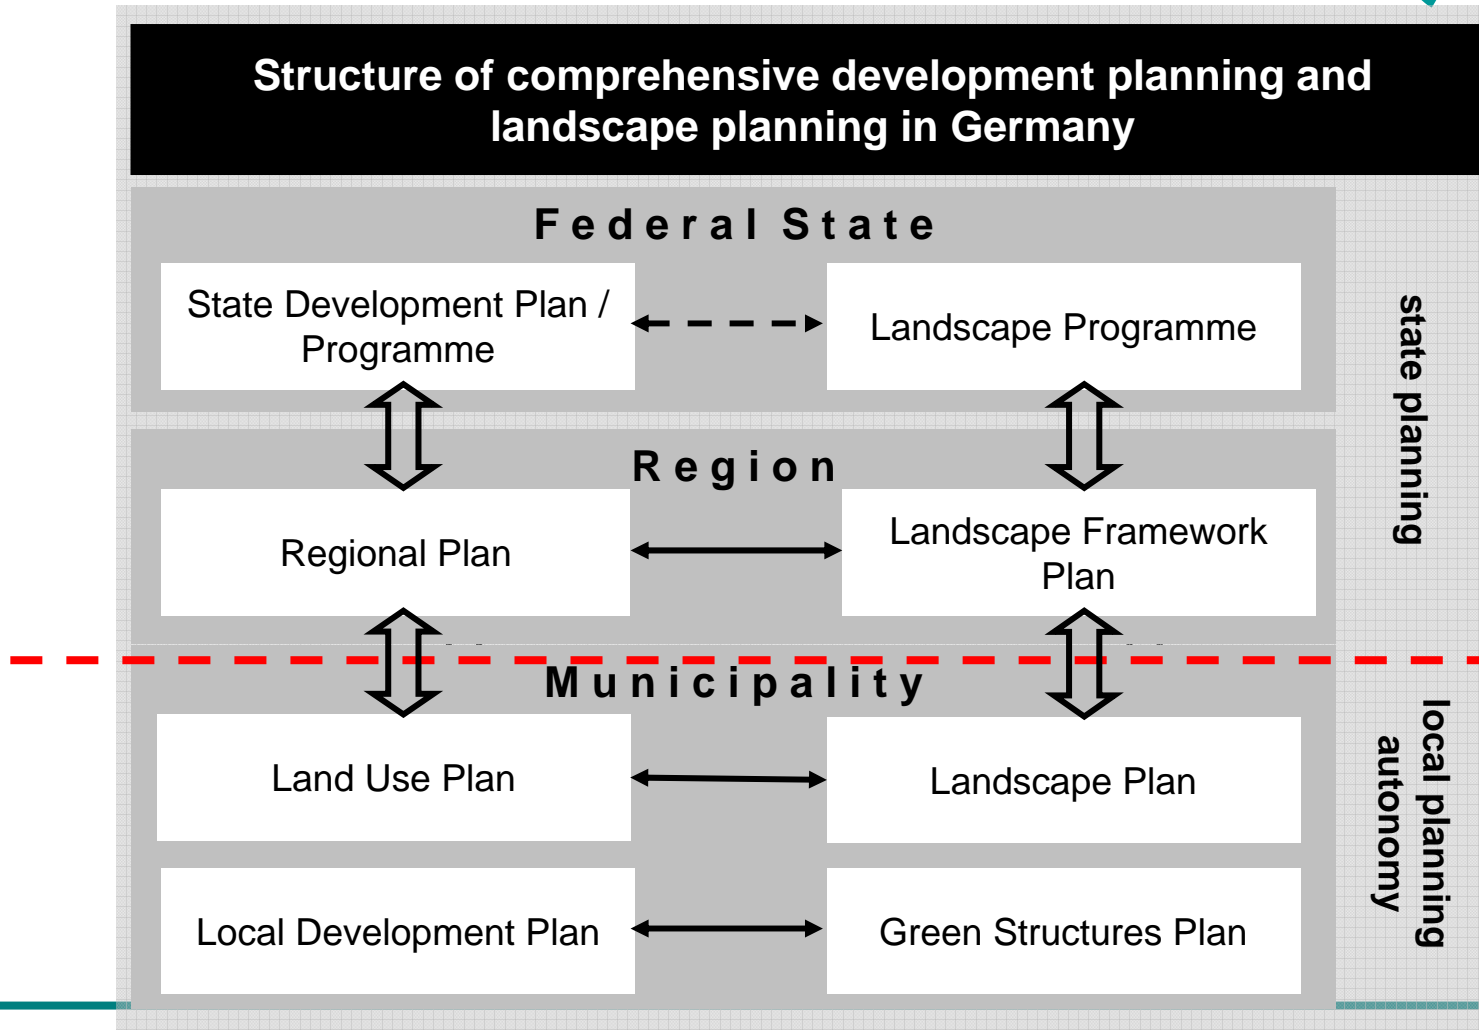 Structure of comprehensive development planning and
landscape planning in Germany
Federal State
State Development Plan /
Programme
Landscape Programme
state planning
Region
Regional Plan
Landscape Framework
Plan
Municipality
Land Use Plan
Landscape Plan
local planning
autonomy
Local Development Plan
Green Structures Plan